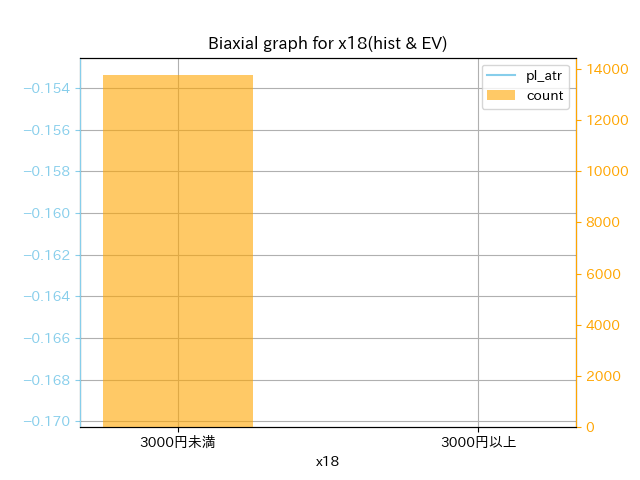 Biaxial graph for x18(hist & EV)
pl_atr
count
−0.154
−0.156
−0.158
−0.160
−0.162
−0.164
−0.166
−0.168
−0.170
14000
12000
10000
8000
6000
4000
2000
0
3000円未満
3000円以上
x18